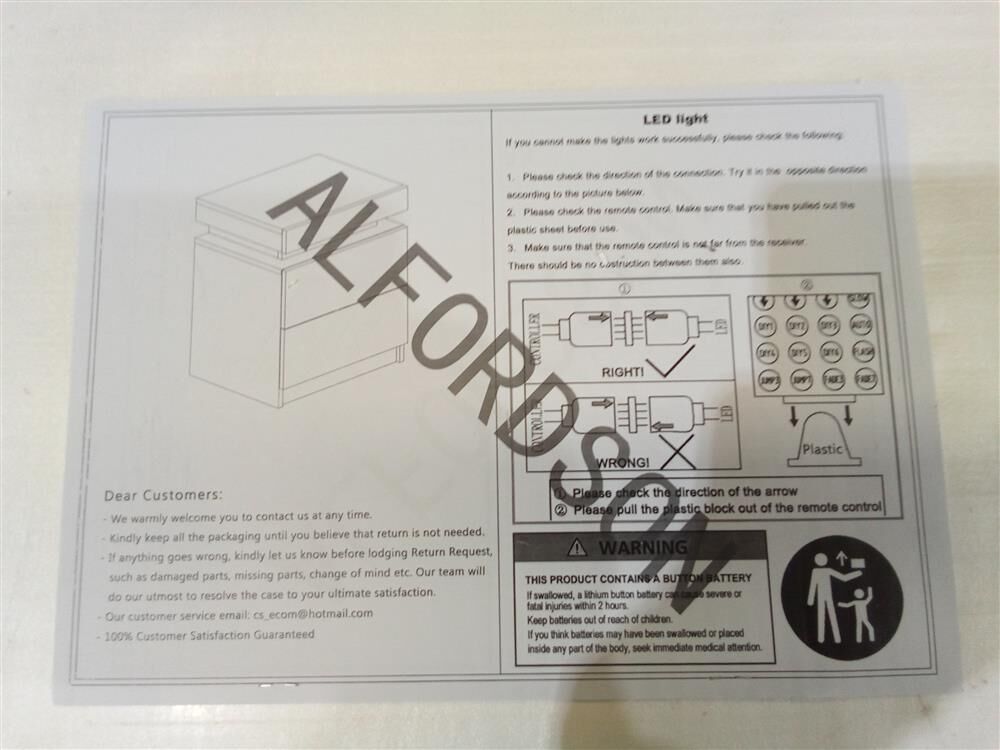 ALFORDSON
Dear Customers:
- We warmly welcome you to contact us at any time.
- Kindly keep all the packaging until you believe that return is not needed.
- If anything goes wrong, kindly let us know before lodging Return Request,
such as damaged parts, missing parts, change of mind etc. Our team will
do our utmost to resolve the case to your ultimate satisfaction.
- Our customer service email: cs_ecom@hotmail.com
- 100% Customer Satisfaction Guaranteed
LED light
If you cannot make the lights work successfully, please check the following:
1. Please check the direction of the connection. Try it in the opposite direction
according to the picture below.
2. Please check the remote control. Make sure that you have pulled out the
plastic sheet before use.
3. Make sure that the remote control is not far from the receiver.
There should be no obstruction between them also.
①
CONTROLLER
LED
RIGHT!
CONTROLLER
LED
WRONG!
②
SLOW
DIY1 DIY2 DIY3 AUTO
DIY4 DIY5 DIY6 FLASH
JUMP3 JUMP7 FADE3 FADE7
Plastic
① Please check the direction of the arrow
② Please pull the plastic block out of the remote control
WARNING
THIS PRODUCT CONTAINS A BUTTON BATTERY
If swallowed, a lithium button battery can cause severe or
fatal injuries within 2 hours.
Keep batteries out of reach of children.
If you think batteries may have been swallowed or placed
inside any part of the body, seek immediate medical attention.